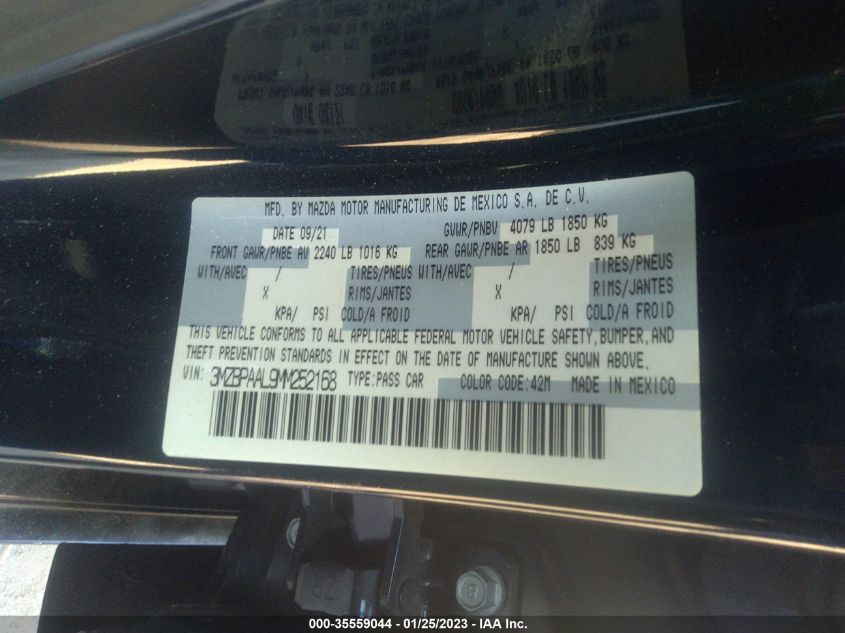 MFD. BY MAZDA MOTOR MANUFACTURING DE MEXICO S.A. DE C.V.
DATE 09/21 GVWR/PNBV 4079 LB 1850 KG
FRONT GAWR/PNBE AV 2240 LB 1016 KG REAR GAWR/PNBE AR 1850 LB 839 KG
WITH/AVEC / TIRES/PNEUS WITH/AVEC / TIRES/PNEUS
X RIMS/JANTES X RIMS/JANTES
KPA/ PSI COLD/A FROID KPA/ PSI COLD/A FROID
THIS VEHICLE CONFORMS TO ALL APPLICABLE FEDERAL MOTOR VEHICLE SAFETY, BUMPER, AND
THEFT PREVENTION STANDARDS IN EFFECT ON THE DATE OF MANUFACTURE SHOWN ABOVE.
VIN: 3MZBPAAL9MM252168 TYPE:PASS CAR COLOR CODE:42M MADE IN MEXICO
000-35559044 — 01/25/2023 — IAA Inc.